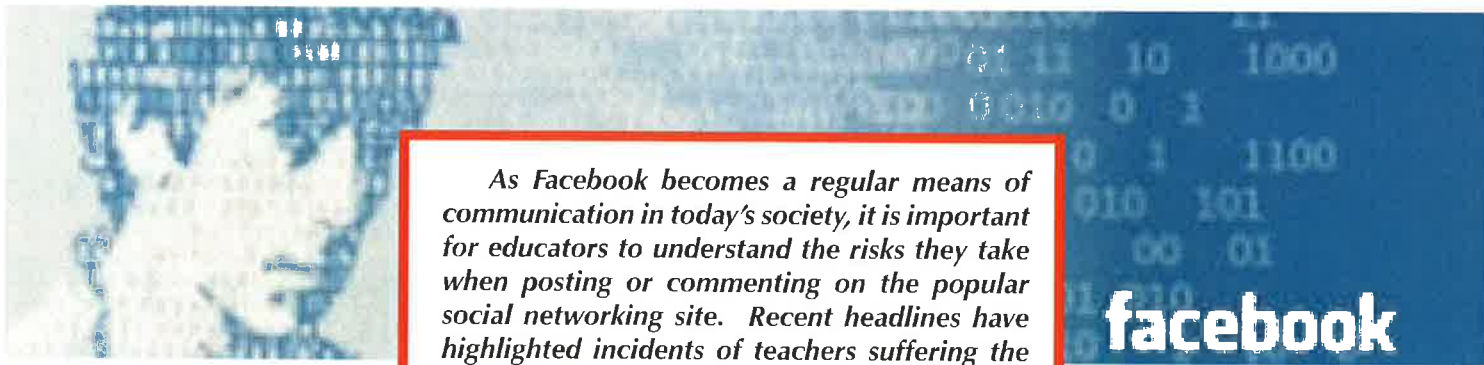 11 10 1000
0 1
0 1 1100
010 101
00 01
As Facebook becomes a regular means of
communication in today's society, it is important
for educators to understand the risks they take
when posting or commenting on the popular
social networking site. Recent headlines have
highlighted incidents of teachers suffering the
facebook